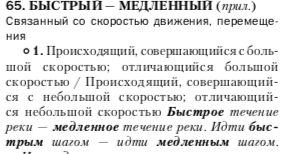 65. БЫСТРЫЙ — МЕДЛЕННЫЙ (прил.)
Связанный со скоростью движения, перемеще-
ния
1. Происходящий, совершающийся с боль-
шой скоростью; отличающийся большой
скоростью / Происходящий, совершающий-
ся с небольшой скоростью; отличающий-
ся небольшой скоростью Быстрое течение
реки — медленное течение реки. Идти быс-
трым шагом — идти медленным шагом.